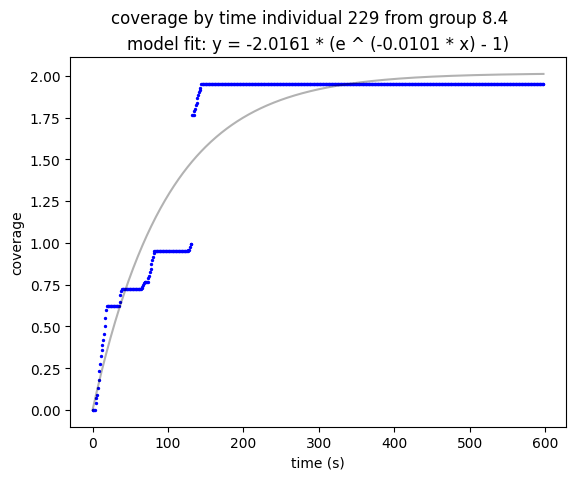 coverage by time individual 229 from group 8.4
model fit: y = -2.0161 * (e ^ (-0.0101 * x) - 1)
2.00
1.75
1.50
1.25
1.00
0.75
0.50
0.25
0.00
coverage
0 100 200 300 400 500 600
time (s)